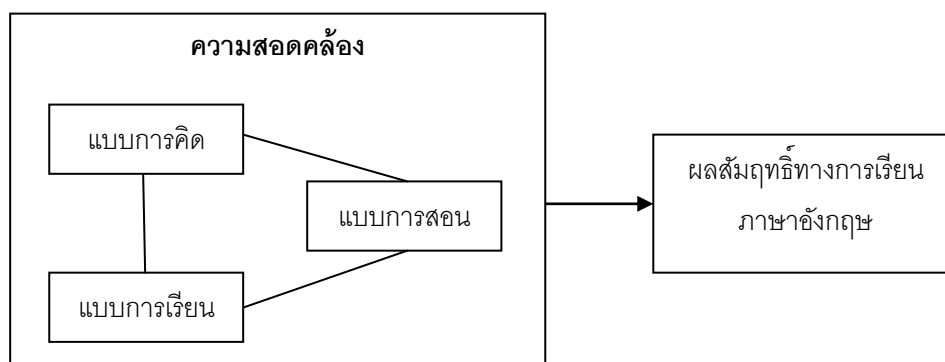 ความสอดคล้อง
แบบการคิด
แบบการสอน
แบบการเรียน
ผลสัมฤทธิ์ทางการเรียน
ภาษาอังกฤษ